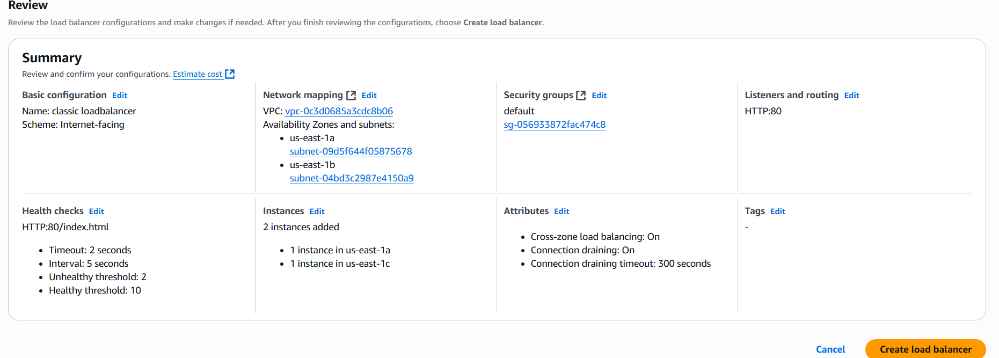 Review
Review the load balancer configurations and make changes if needed. After you finish reviewing the configurations, choose Create load balancer.
Summary
Review and confirm your configurations. Estimate cost
Basic configuration Edit
Name: classic loadbalancer
Scheme: Internet-facing
Network mapping Edit
VPC: vpc-0c3d0685a3cdc8b06
Availability Zones and subnets:
• us-east-1a
subnet-09d5f644f05875678
• us-east-1b
subnet-04bd3c2987e4150a9
Security groups Edit
default
sg-056933872fac474c8
Listeners and routing Edit
HTTP:80
Health checks Edit
HTTP:80/index.html
• Timeout: 2 seconds
• Interval: 5 seconds
• Unhealthy threshold: 2
• Healthy threshold: 10
Instances Edit
2 instances added
• 1 instance in us-east-1a
• 1 instance in us-east-1c
Attributes Edit
• Cross-zone load balancing: On
• Connection draining: On
• Connection draining timeout: 300 seconds
Tags Edit
-
Cancel
Create load balancer